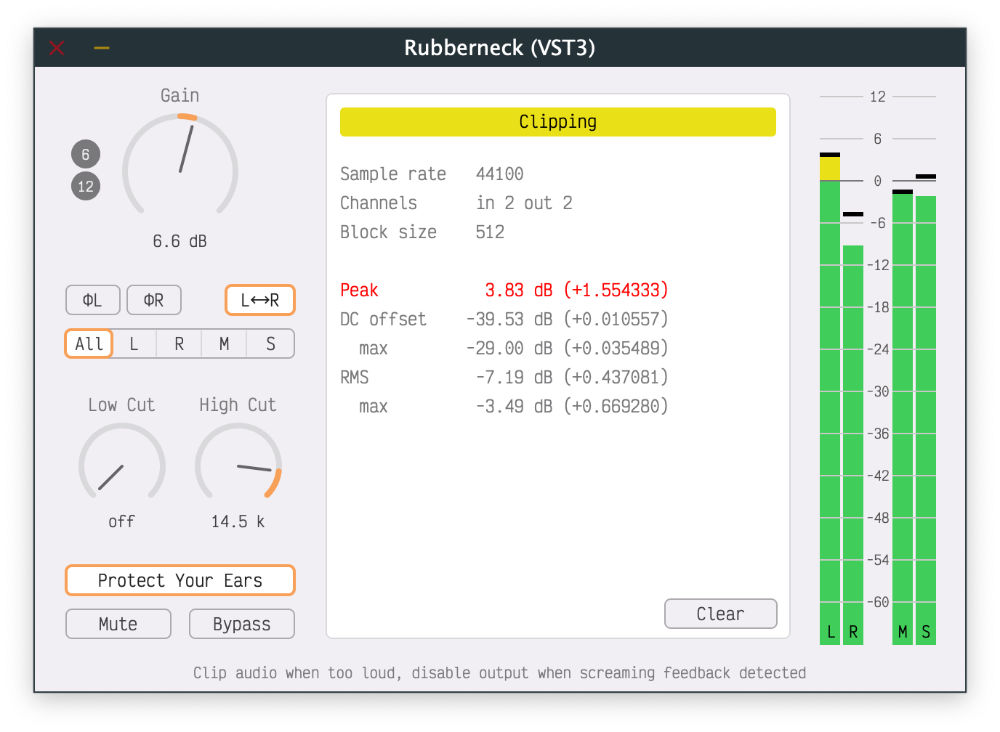 Rubberneck (VST3)
Gain
6
12
6.6 dB
ΦL ΦR L↔R
All L R M S
Low Cut High Cut
off 14.5 k
Protect Your Ears
Mute Bypass
Clipping
Sample rate 44100
Channels in 2 out 2
Block size 512
Peak 3.83 dB (+1.554333)
DC offset -39.53 dB (+0.010557)
max -29.00 dB (+0.035489)
RMS -7.19 dB (+0.437081)
max -3.49 dB (+0.669280)
Clear
12
6
0
-6
-12
-18
-24
-30
-36
-42
-48
-54
-60
L R M S
Clip audio when too loud, disable output when screaming feedback detected